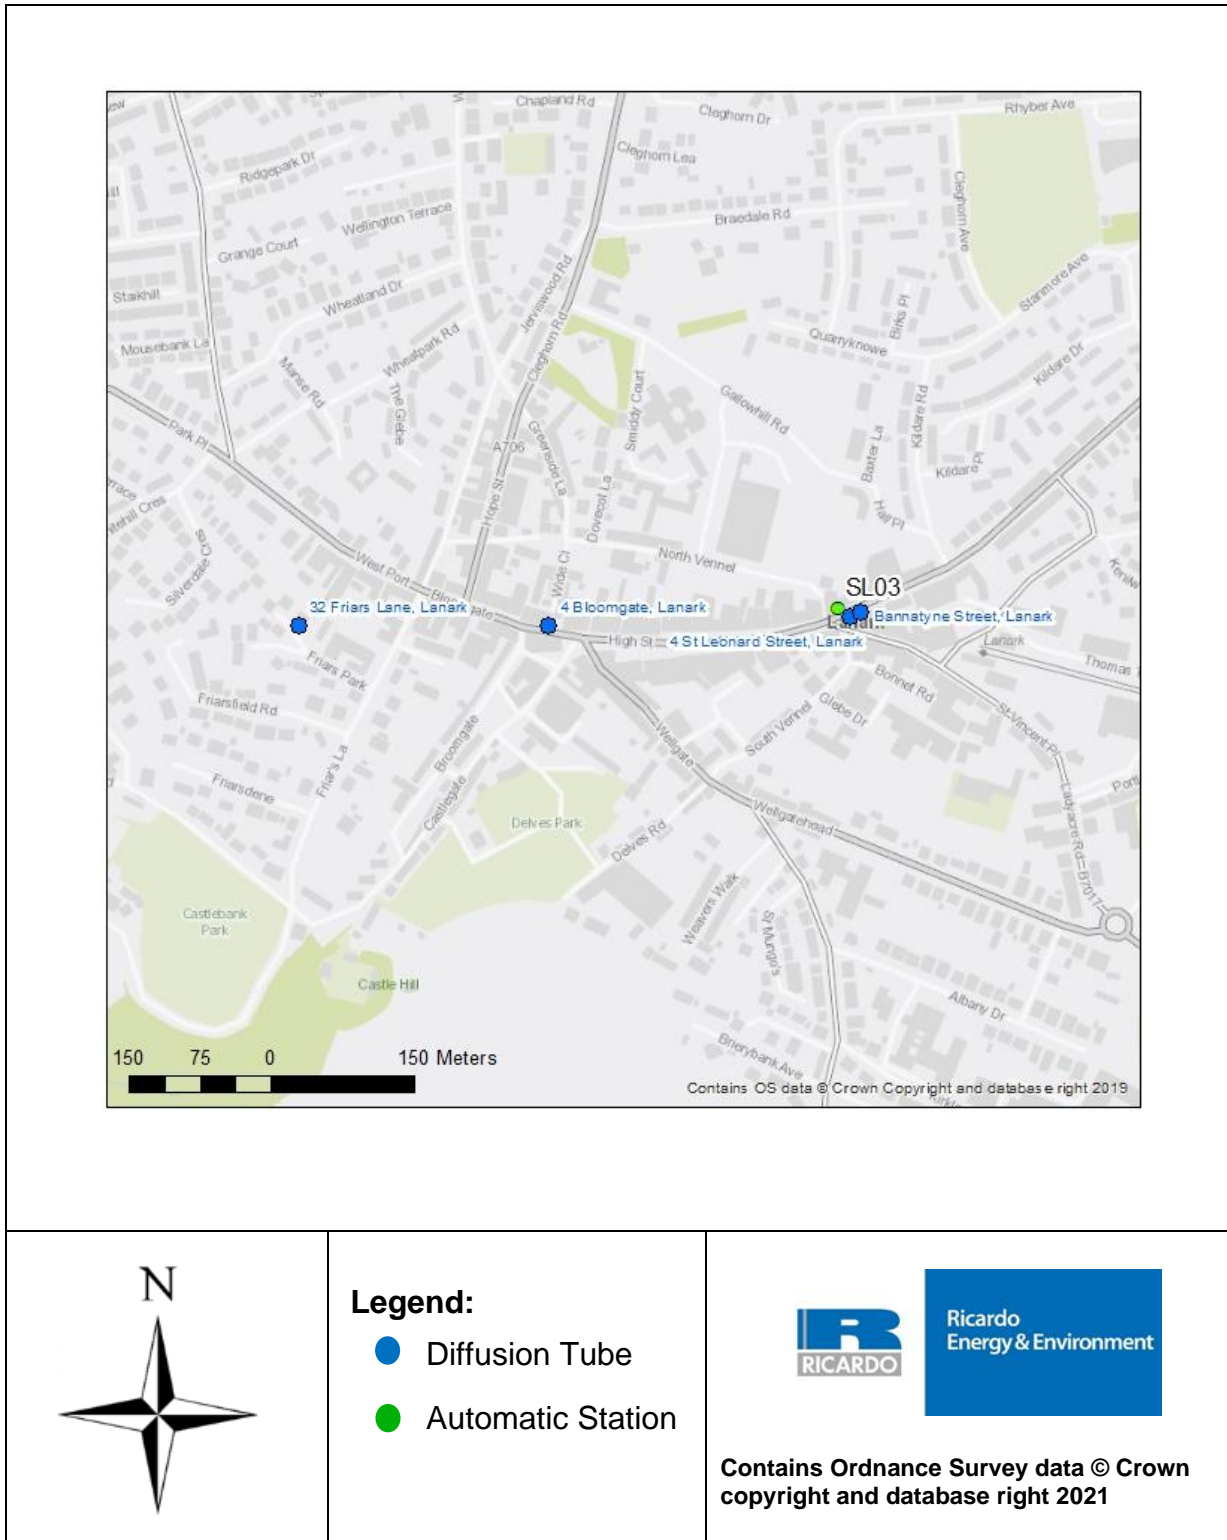 Chapland Rd
Cleghorn Dr
Rhyber Ave
Cleghorn Lea
Ridgepark Dr
Cleghorn Ave
Wellington Terrace
Braedale Rd
Grange Court
Stanmore Ave
Jerviswood Rd
Staikhill
Wheatland Dr
Birks Pl
Cleghorn Rd
Quarryknowe
Mousebank La
Wheatpark Rd
Kildare Dr
Manse Rd
The Glebe
Smiddy Court
Gallowhill Rd
Kildare Rd
Park Pl
A706
Greenside La
Baxter La
Kildare Pl
Hope St
Dovecot La
Hall Pl
Silverdale Cres
West Port
Wide Cl
North Vennel
SL03
32 Friars Lane, Lanark
4 Bloomgate, Lanark
Bannatyne Street, Lanark
High St
4 St Leonard Street, Lanark
Lanark
Friars Park
Bonnet Rd
Thomas
Friarsfield Rd
Glebe Dr
St Vincent Pl
Broomgate
Wellgate
South Vennel
Friar's La
Friarsdene
Castlegate
Wellgatehead
Delves Park
Delves Rd
Ladyacre Rd
B7017
Castlebank
Park
Weavers Walk
Castle Hill
Albany Dr
Brierybank Ave
150 75 0 150 Meters
Contains OS data © Crown Copyright and database right 2019
N
Legend:
Diffusion Tube
Automatic Station
RICARDO
Ricardo
Energy & Environment
Contains Ordnance Survey data © Crown
copyright and database right 2021